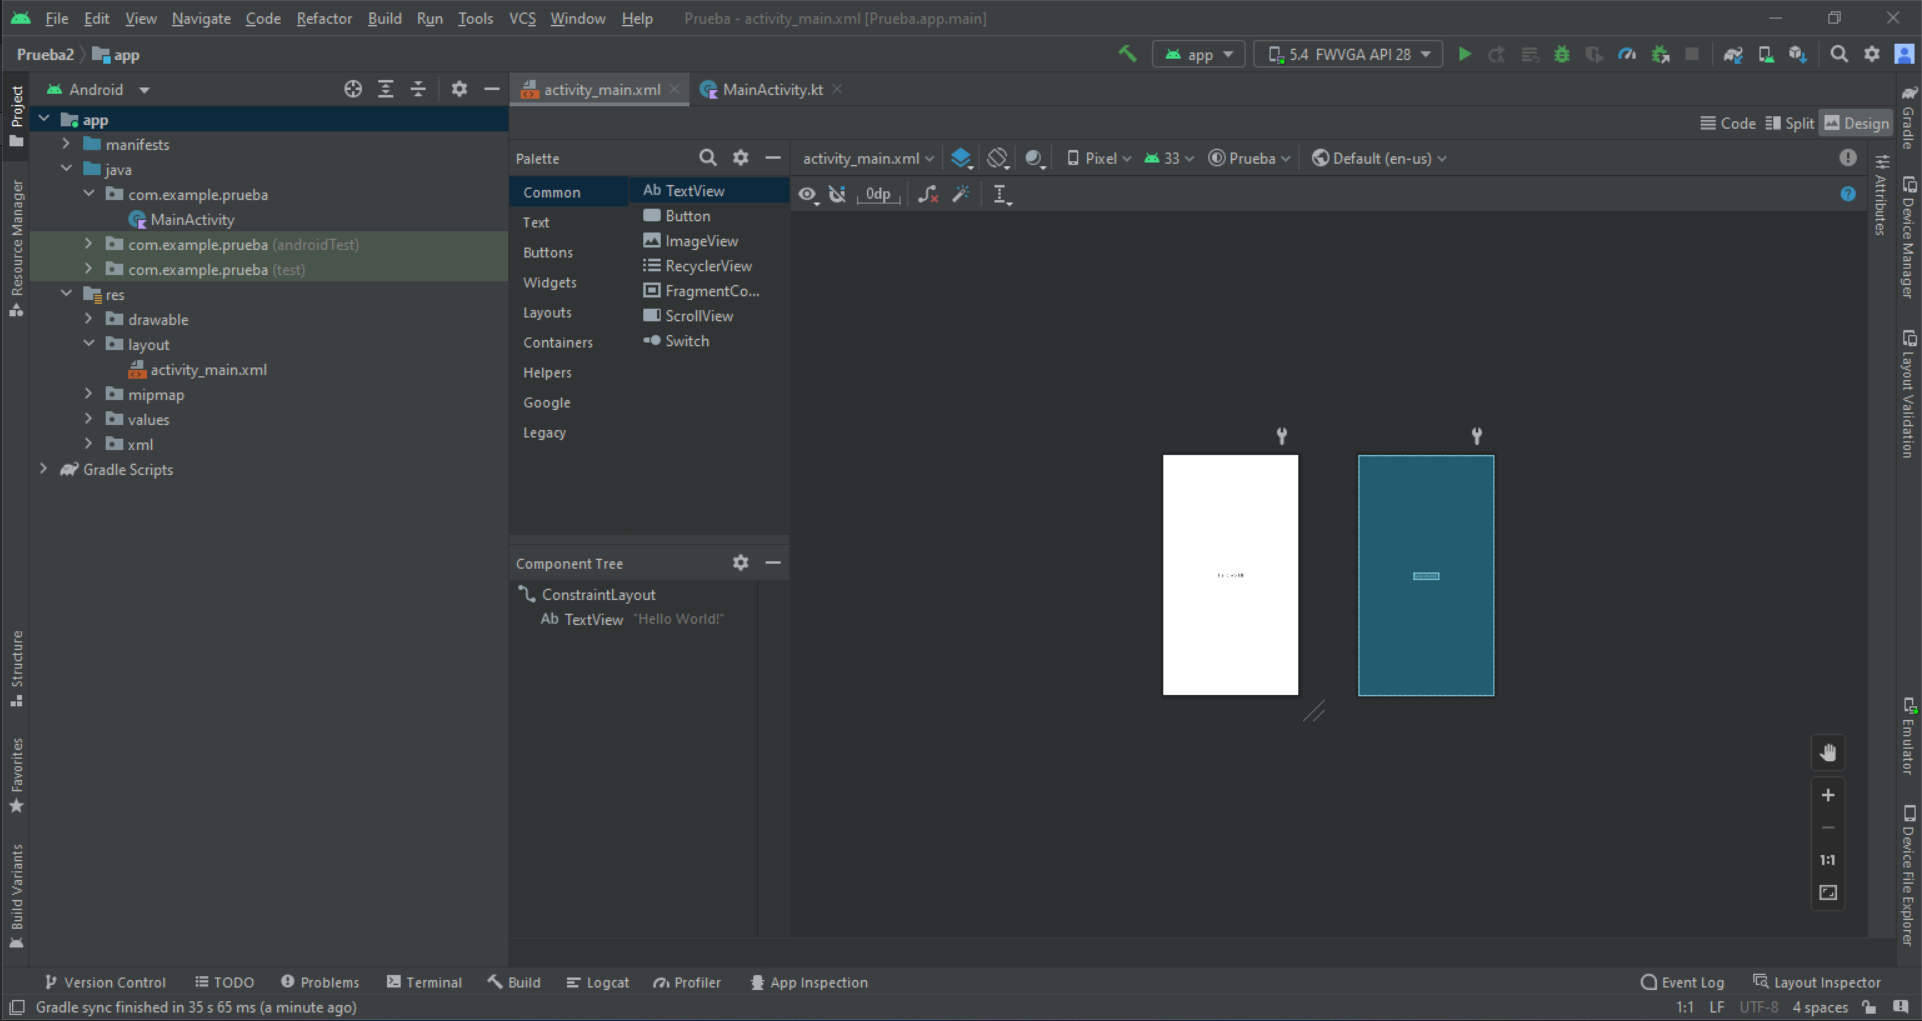 File Edit View Navigate Code Refactor Build Run Tools VCS Window Help Prueba - activity_main.xml [Prueba.app.main]
Prueba2 app app 5.4 FWVGA API 28
Project
Resource Manager
Structure
Favorites
Build Variants
Android
app
manifests
java
com.example.prueba
MainActivity
com.example.prueba (androidTest)
com.example.prueba (test)
res
drawable
layout
activity_main.xml
mipmap
values
xml
Gradle Scripts
activity_main.xml MainActivity.kt
Code Split Design
Palette
Common
Text
Buttons
Widgets
Layouts
Containers
Helpers
Google
Legacy
Ab TextView
Button
ImageView
RecyclerView
FragmentCo...
ScrollView
Switch
activity_main.xml Pixel 33 Prueba Default (en-us)
0dp
Component Tree
ConstraintLayout
Ab TextView "Hello World!"
1:1
Attributes
Gradle
Device Manager
Layout Validation
Emulator
Device File Explorer
Version Control TODO Problems Terminal Build Logcat Profiler App Inspection Event Log Layout Inspector
Gradle sync finished in 35 s 65 ms (a minute ago) 1:1 LF UTF-8 4 spaces